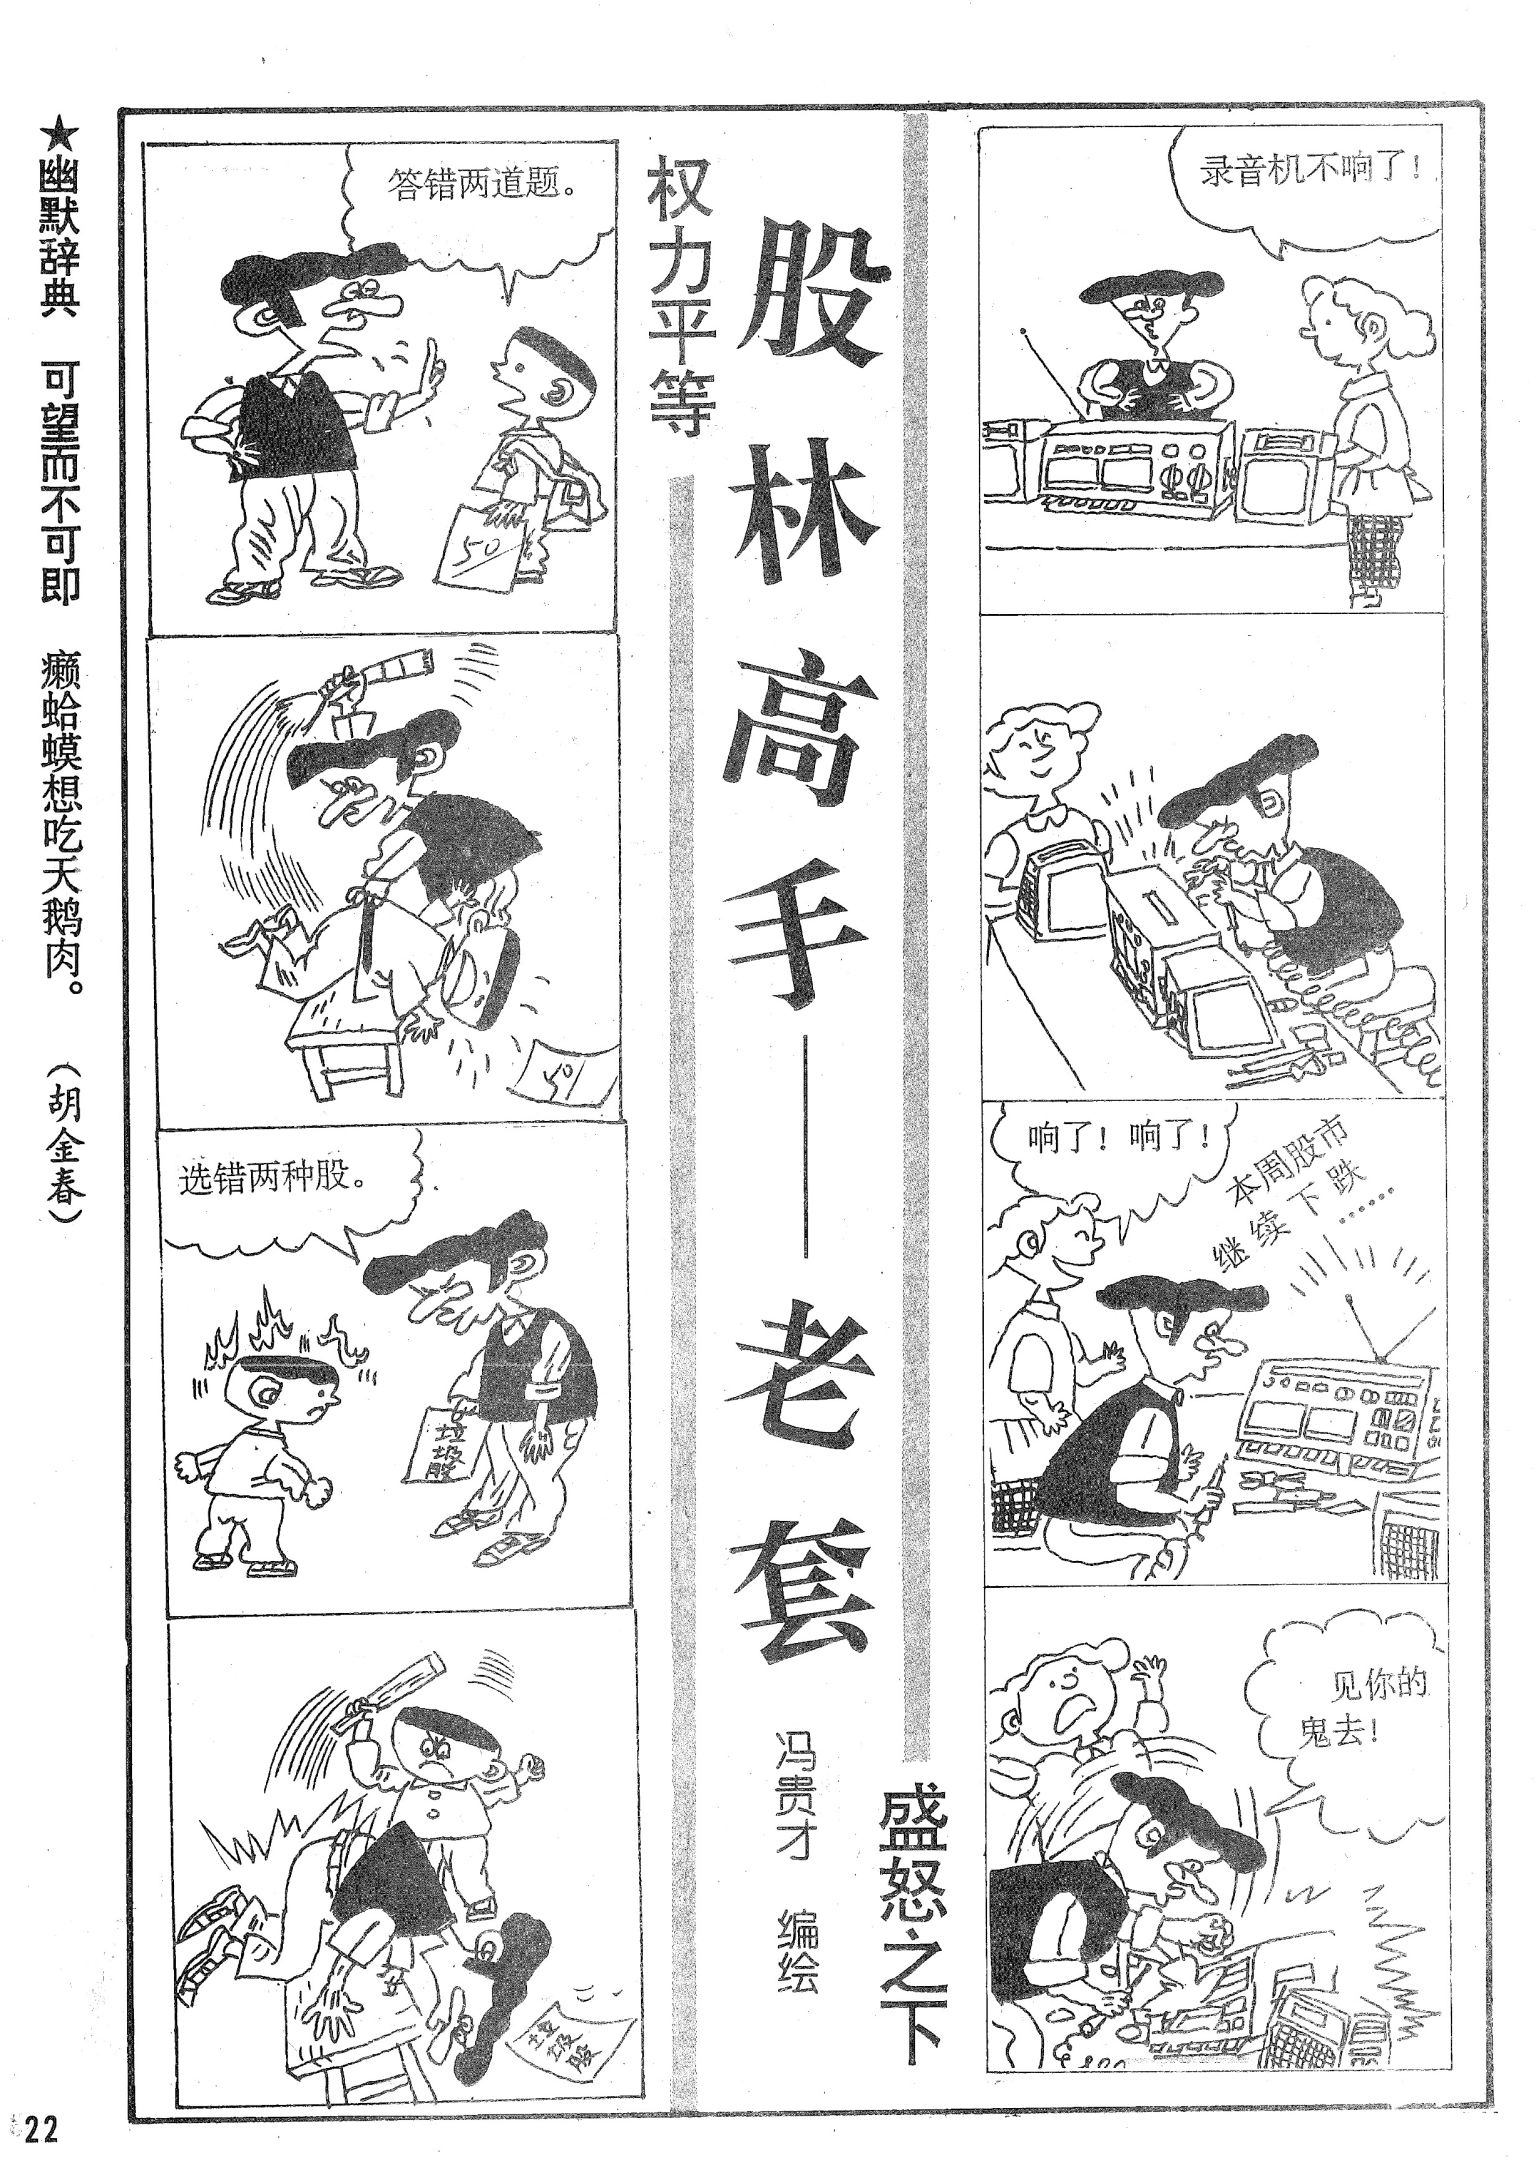 ★幽默辞典 可望而不可即 癞蛤蟆想吃天鹅肉。 （胡金春）
股林高手——老套
冯贵才 编绘
权力平等
答错两道题。
50
50
选错两种股。
垃
圾
股
垃
圾
股
盛怒之下
录音机不响了！
响了！响了！
本周股市
继续下跌
……
见你的
鬼去！
22